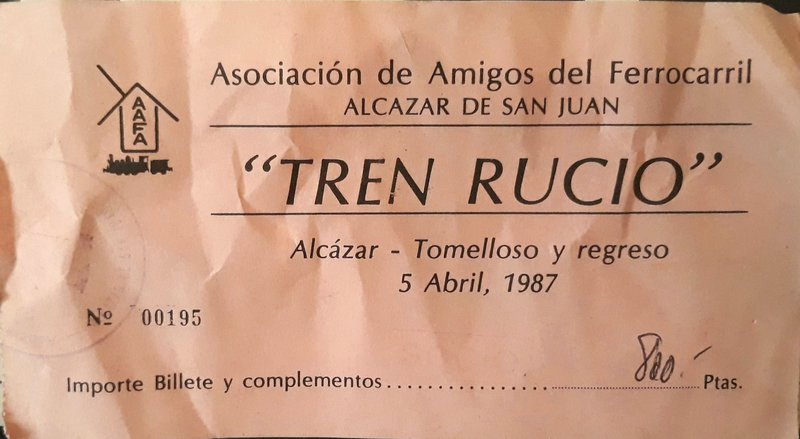 AAFA
Asociación de Amigos del Ferrocarril
ALCAZAR DE SAN JUAN
“TREN RUCIO”
Alcázar - Tomelloso y regreso
5 Abril, 1987
Nº 00195
Importe Billete y complementos.................................... 800.- Ptas.